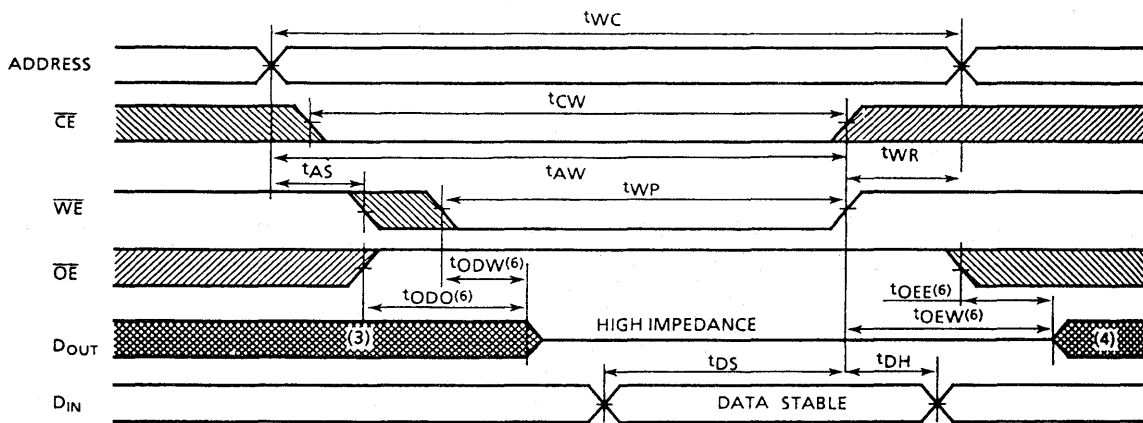 tWC
ADDRESS
tCW
CE
tWR
tAS
tAW
tWP
WE
OE
tODW(6)
tODO(6)
tOEE(6)
tOEW(6)
HIGH IMPEDANCE
(3)
(4)
DOUT
tDS
tDH
DIN
DATA STABLE